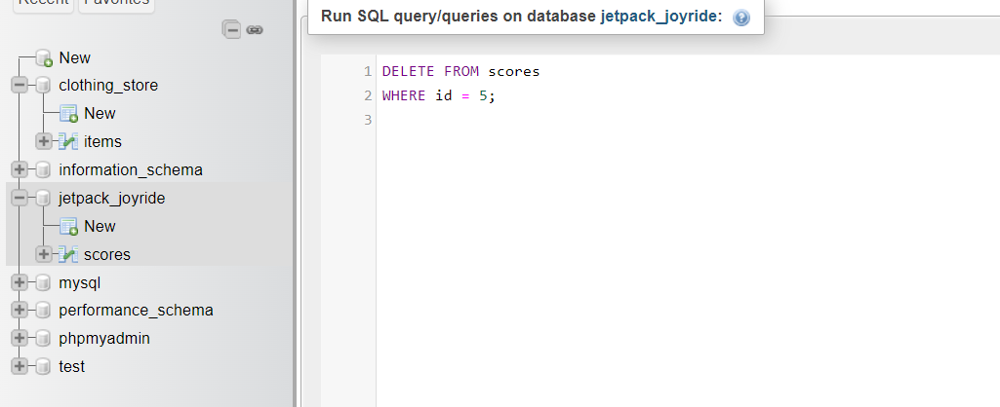 Recent
Favorites
New
clothing_store
New
items
information_schema
jetpack_joyride
New
scores
mysql
performance_schema
phpmyadmin
test
Run SQL query/queries on database jetpack_joyride:
1 DELETE FROM scores
2 WHERE id = 5;
3